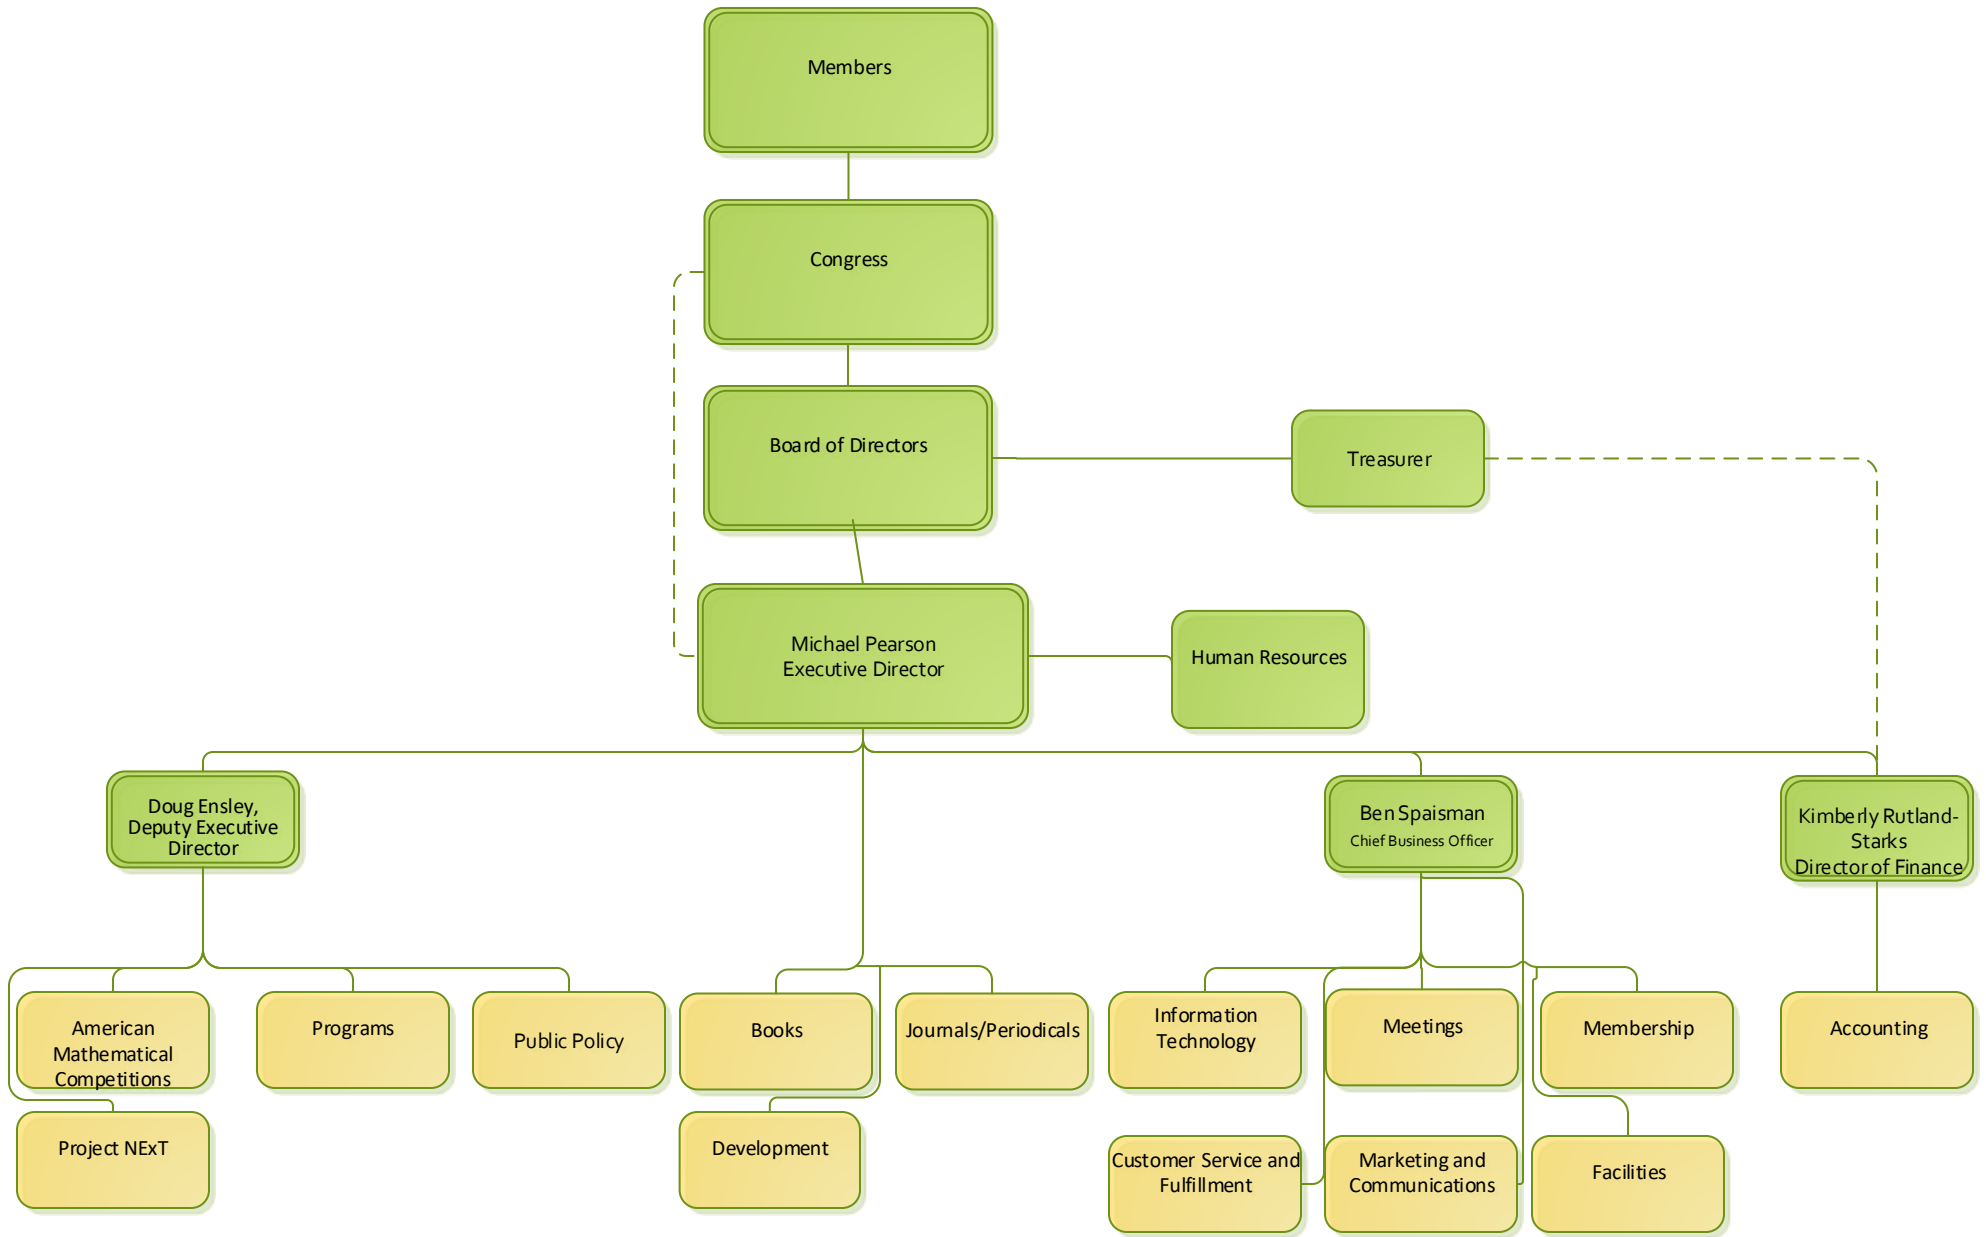 Members
Congress
Board of Directors
Treasurer
Michael Pearson
Executive Director
Human Resources
Doug Ensley,
Deputy Executive
Director
Ben Spaisman
Chief Business Officer
Kimberly Rutland-
Starks
Director of Finance
American
Mathematical
Competitions
Programs
Public Policy
Books
Journals/Periodicals
Information
Technology
Meetings
Membership
Accounting
Project NExT
Development
Customer Service and
Fulfillment
Marketing and
Communications
Facilities